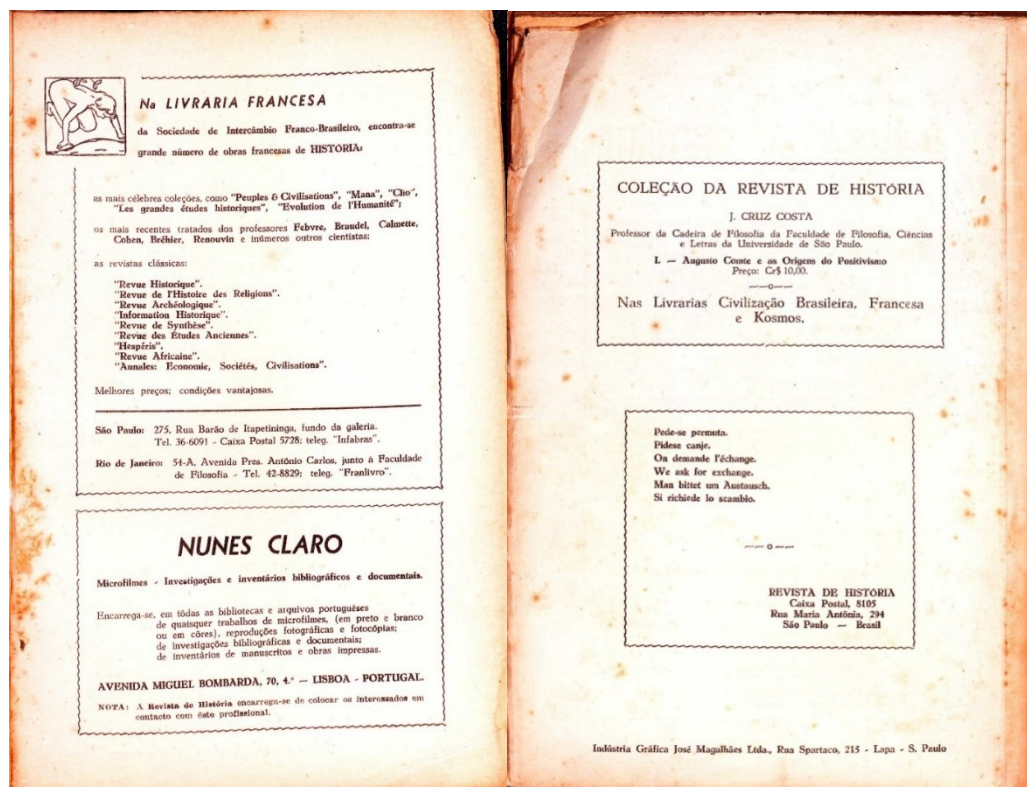 Na LIVRARIA FRANCESA
da Sociedade de Intercâmbio Franco-Brasileiro, encontra-se
grande número de obras francesas de HISTÓRIA:
as mais célebres coleções, como "Peuples & Civilisations", "Mana", "Clio",
"Les grandes études historiques", "Evolution de l'Humanité";
os mais recentes tratados dos professores Febvre, Braudel, Calmette,
Cohen, Bréhier, Renouvin e inúmeros outros cientistas;
as revistas clássicas:
"Revue Historique".
"Revue de l'Histoire des Religions".
"Revue Archéologique".
"Information Historique".
"Revue de Synthèse".
"Revue des Études Anciennes".
"Hespéris".
"Revue Africaine".
"Annales: Economie, Sociétés, Civilisations".
Melhores preços; condições vantajosas.
São Paulo: 275, Rua Barão de Itapetininga, fundo da galeria.
Tel. 36-6091 - Caixa Postal 5728; teleg. "Infabras".
Rio de Janeiro: 54-A, Avenida Pres. Antônio Carlos, junto à Faculdade
de Filosofia - Tel. 42-8829; teleg. "Franlivro".
NUNES CLARO
Microfilmes - Investigações e inventários bibliográficos e documentais.
Encarrega-se, em tôdas as bibliotecas e arquivos portuguêses
de quaisquer trabalhos de microfilmes, (em preto e branco
ou em côres), reproduções fotográficas e fotocópias;
de investigações bibliográficas e documentais;
de inventários de manuscritos e obras impressas.
AVENIDA MIGUEL BOMBARDA, 70, 4.º — LISBOA - PORTUGAL.
NOTA: A Revista de História encarrega-se de colocar os interessados em
contacto com êste profissional.
COLEÇÃO DA REVISTA DE HISTÓRIA
J. CRUZ COSTA
Professor da Cadeira de Filosofia da Faculdade de Filosofia, Ciências
e Letras da Universidade de São Paulo.
I. — Augusto Comte e as Origens do Positivismo
Preço: Cr$ 10,00.
Nas Livrarias Civilização Brasileira, Francesa
e Kosmos.
Pede-se permuta.
Pídese canje.
On demande l'échange.
We ask for exchange.
Man bittet um Austausch.
Si richiede lo scambio.
REVISTA DE HISTÓRIA
Caixa Postal, 8105
Rua Maria Antônia, 294
São Paulo — Brasil
Indústria Gráfica José Magalhães Ltda., Rua Spartaco, 215 - Lapa - S. Paulo